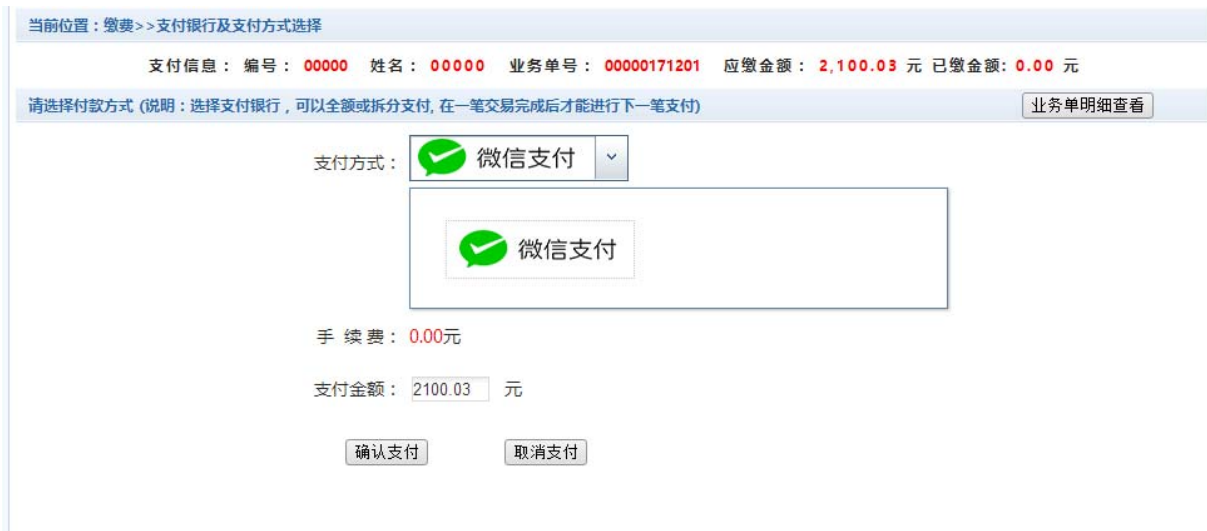 当前位置：缴费>>支付银行及支付方式选择
支付信息： 编号： 00000 姓名： 00000 业务单号： 00000171201 应缴金额： 2,100.03 元 已缴金额: 0.00 元
请选择付款方式 (说明：选择支付银行，可以全额或拆分支付, 在一笔交易完成后才能进行下一笔支付) 业务单明细查看
支付方式： 微信支付
微信支付
手 续 费： 0.00元
支付金额： 2100.03 元
确认支付 取消支付